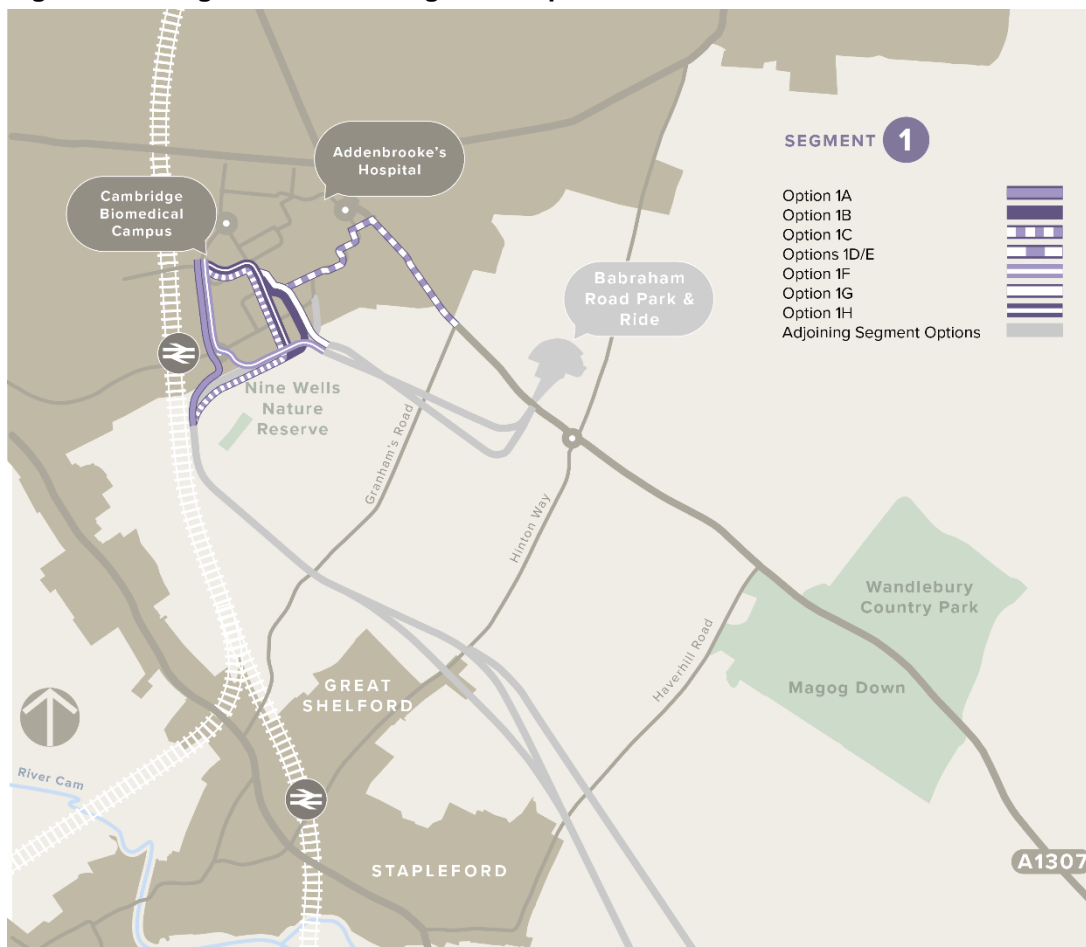 SEGMENT 1
Option 1A
Option 1B
Option 1C
Options 1D/E
Option 1F
Option 1G
Option 1H
Adjoining Segment Options
Addenbrooke's
Hospital
Cambridge
Biomedical
Campus
Babraham
Road Park &
Ride
Nine Wells
Nature
Reserve
Granham's Road
Hinton Way
Haverhill Road
Wandlebury
Country Park
Magog Down
GREAT
SHELFORD
River Cam
STAPLEFORD
A1307